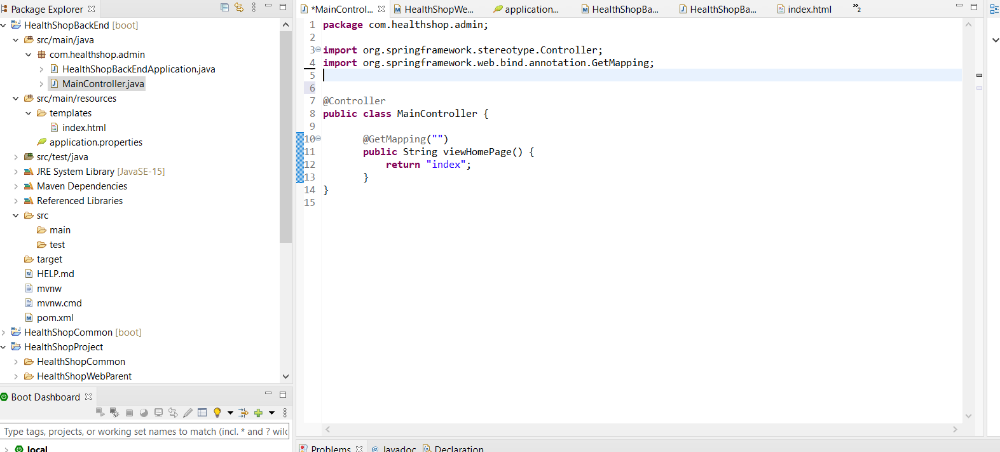 Package Explorer
HealthShopBackEnd [boot]
src/main/java
com.healthshop.admin
HealthShopBackEndApplication.java
MainController.java
src/main/resources
templates
index.html
application.properties
src/test/java
JRE System Library [JavaSE-15]
Maven Dependencies
Referenced Libraries
src
main
test
target
HELP.md
mvnw
mvnw.cmd
pom.xml
HealthShopCommon [boot]
HealthShopProject
HealthShopCommon
HealthShopWebParent
Boot Dashboard
Type tags, projects, or working set names to match (incl. * and ? wild
local
*MainControl... HealthShopWe... application... HealthShopBa... HealthShopBa... index.html »2
1 package com.healthshop.admin;
2
3 import org.springframework.stereotype.Controller;
4 import org.springframework.web.bind.annotation.GetMapping;
5
6
7 @Controller
8 public class MainController {
9
10 @GetMapping("")
11 public String viewHomePage() {
12 return "index";
13 }
14 }
15
Problems @ Javadoc Declaration